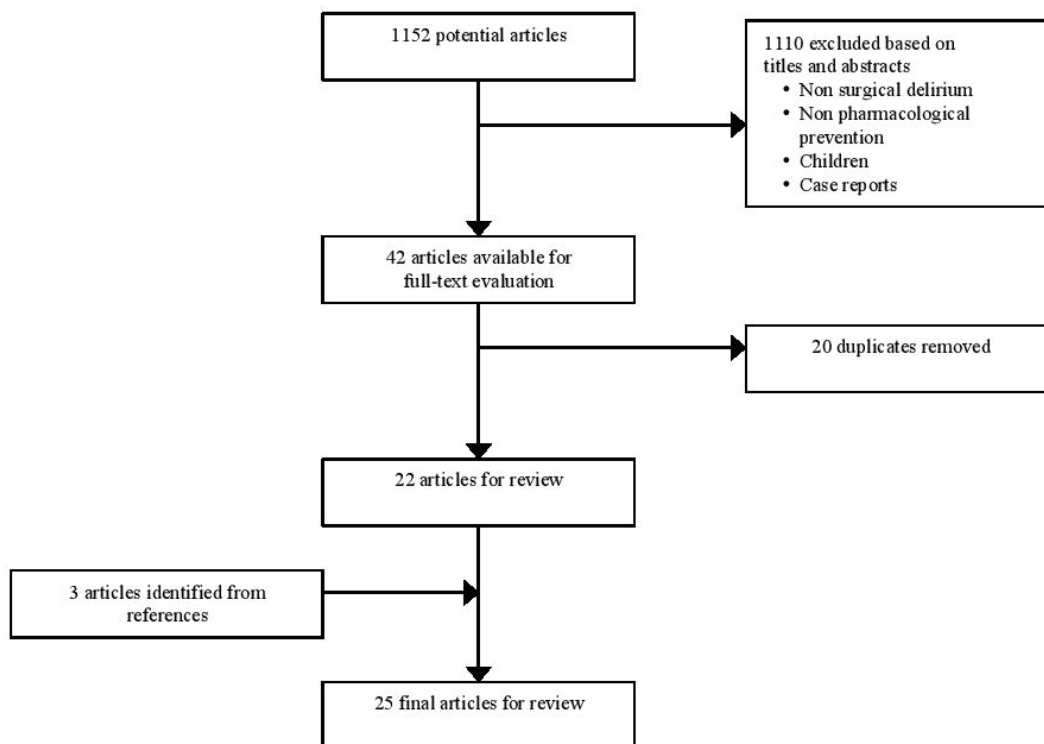 1152 potential articles
1110 excluded based on
titles and abstracts
• Non surgical delirium
• Non pharmacological
prevention
• Children
• Case reports
42 articles available for
full-text evaluation
20 duplicates removed
22 articles for review
3 articles identified from
references
25 final articles for review